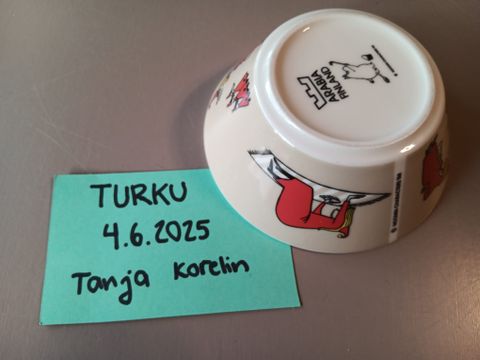 TURKU
4.6.2025
Tanja Korelin
ARABIA
FINLAND